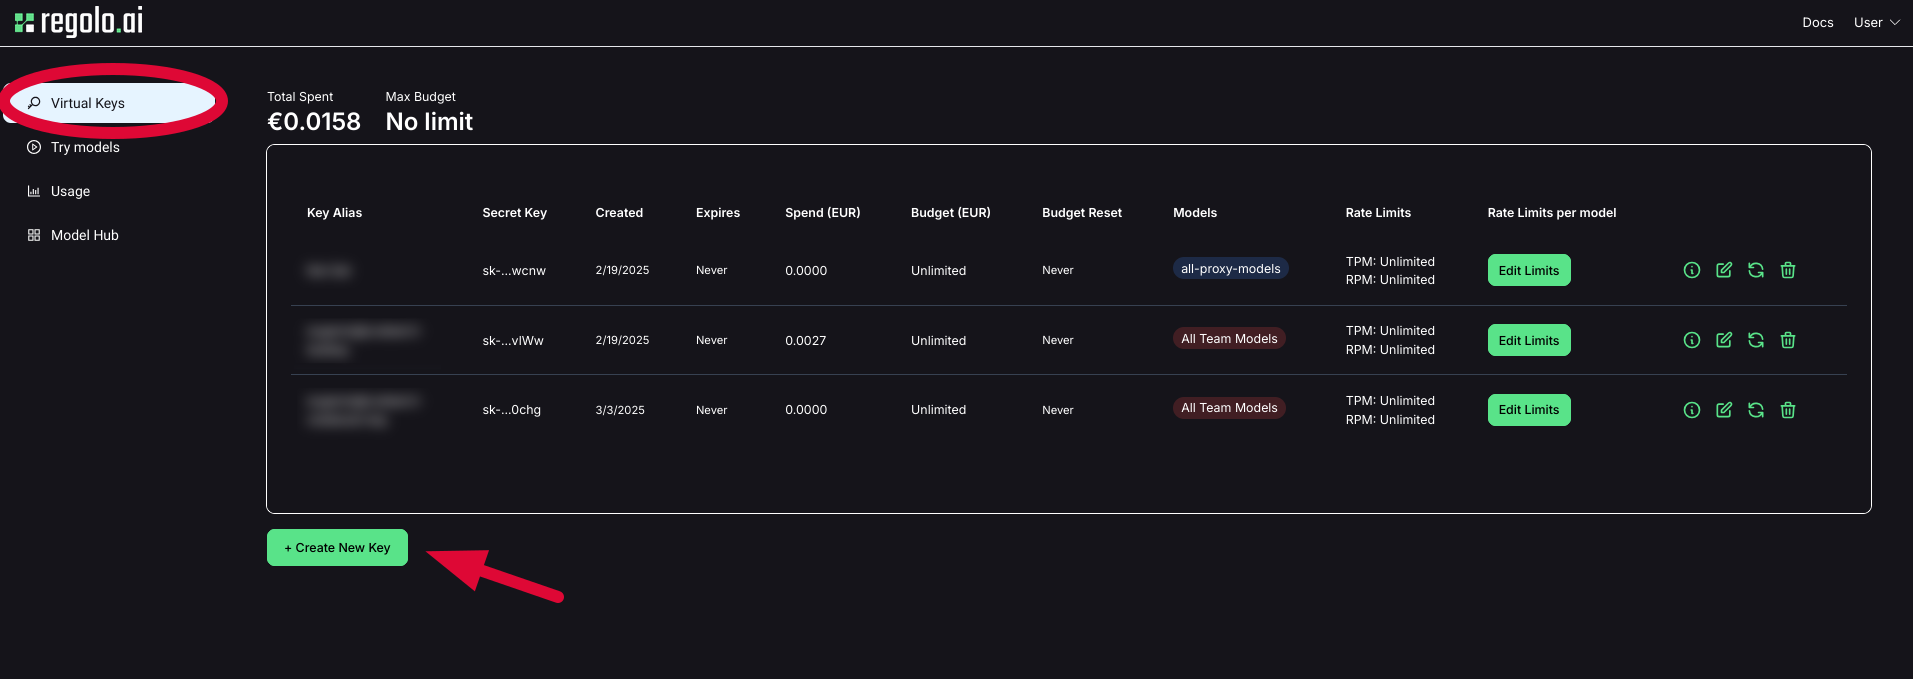 regolo.ai
Docs User
Virtual Keys
Try models
Usage
Model Hub
Total Spent Max Budget
€0.0158 No limit
Key Alias Secret Key Created Expires Spend (EUR) Budget (EUR) Budget Reset Models Rate Limits Rate Limits per model
sk-...wcnw 2/19/2025 Never 0.0000 Unlimited Never all-proxy-models TPM: Unlimited Edit Limits
RPM: Unlimited
sk-...vIWw 2/19/2025 Never 0.0027 Unlimited Never All Team Models TPM: Unlimited Edit Limits
RPM: Unlimited
sk-...0chg 3/3/2025 Never 0.0000 Unlimited Never All Team Models TPM: Unlimited Edit Limits
RPM: Unlimited
+ Create New Key